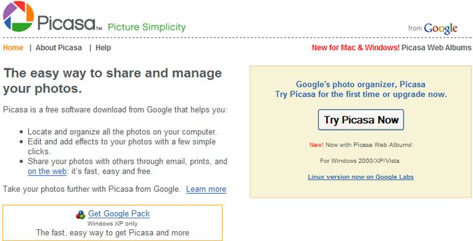 Picasa™ Picture Simplicity
from Google
Home | About Picasa | Help
New for Mac & Windows! Picasa Web Albums
The easy way to share and manage
your photos.
Picasa is a free software download from Google that helps you:
• Locate and organize all the photos on your computer.
• Edit and add effects to your photos with a few simple
clicks.
• Share your photos with others through email, prints, and
on the web: it's fast, easy and free.
Take your photos further with Picasa from Google. Learn more
Get Google Pack
Windows XP only
The fast, easy way to get Picasa and more
Google's photo organizer, Picasa
Try Picasa for the first time or upgrade now.
Try Picasa Now
New! Now with Picasa Web Albums!
For Windows 2000/XP/Vista
Linux version now on Google Labs